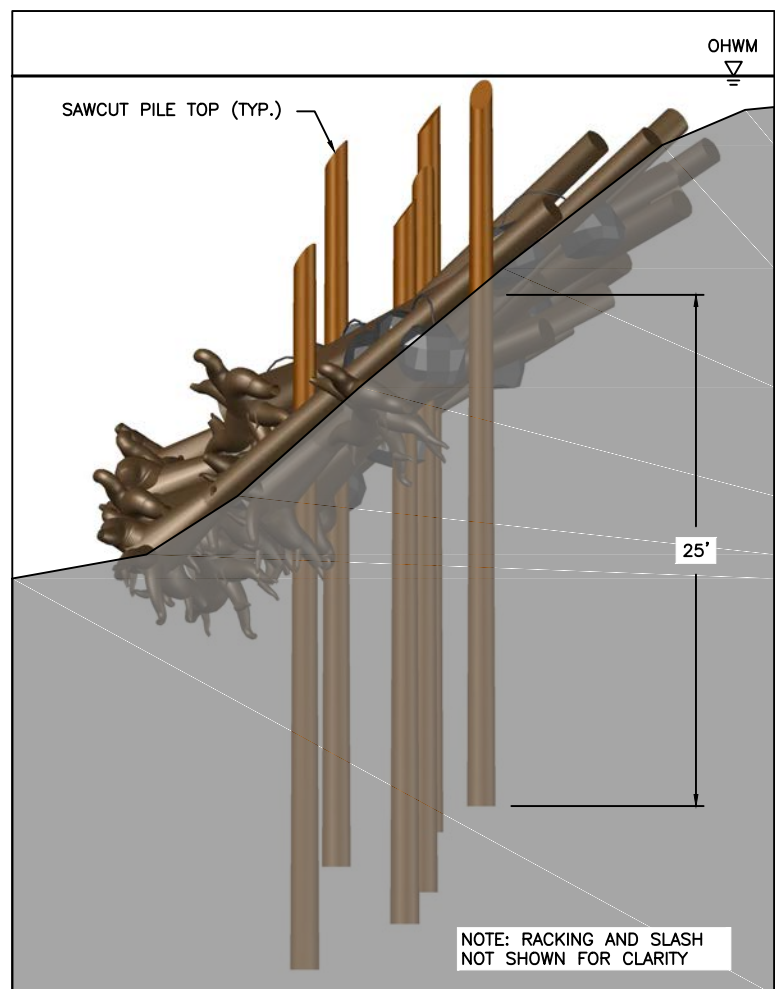 OHWM
SAWCUT PILE TOP (TYP.)
25'
NOTE: RACKING AND SLASH
NOT SHOWN FOR CLARITY